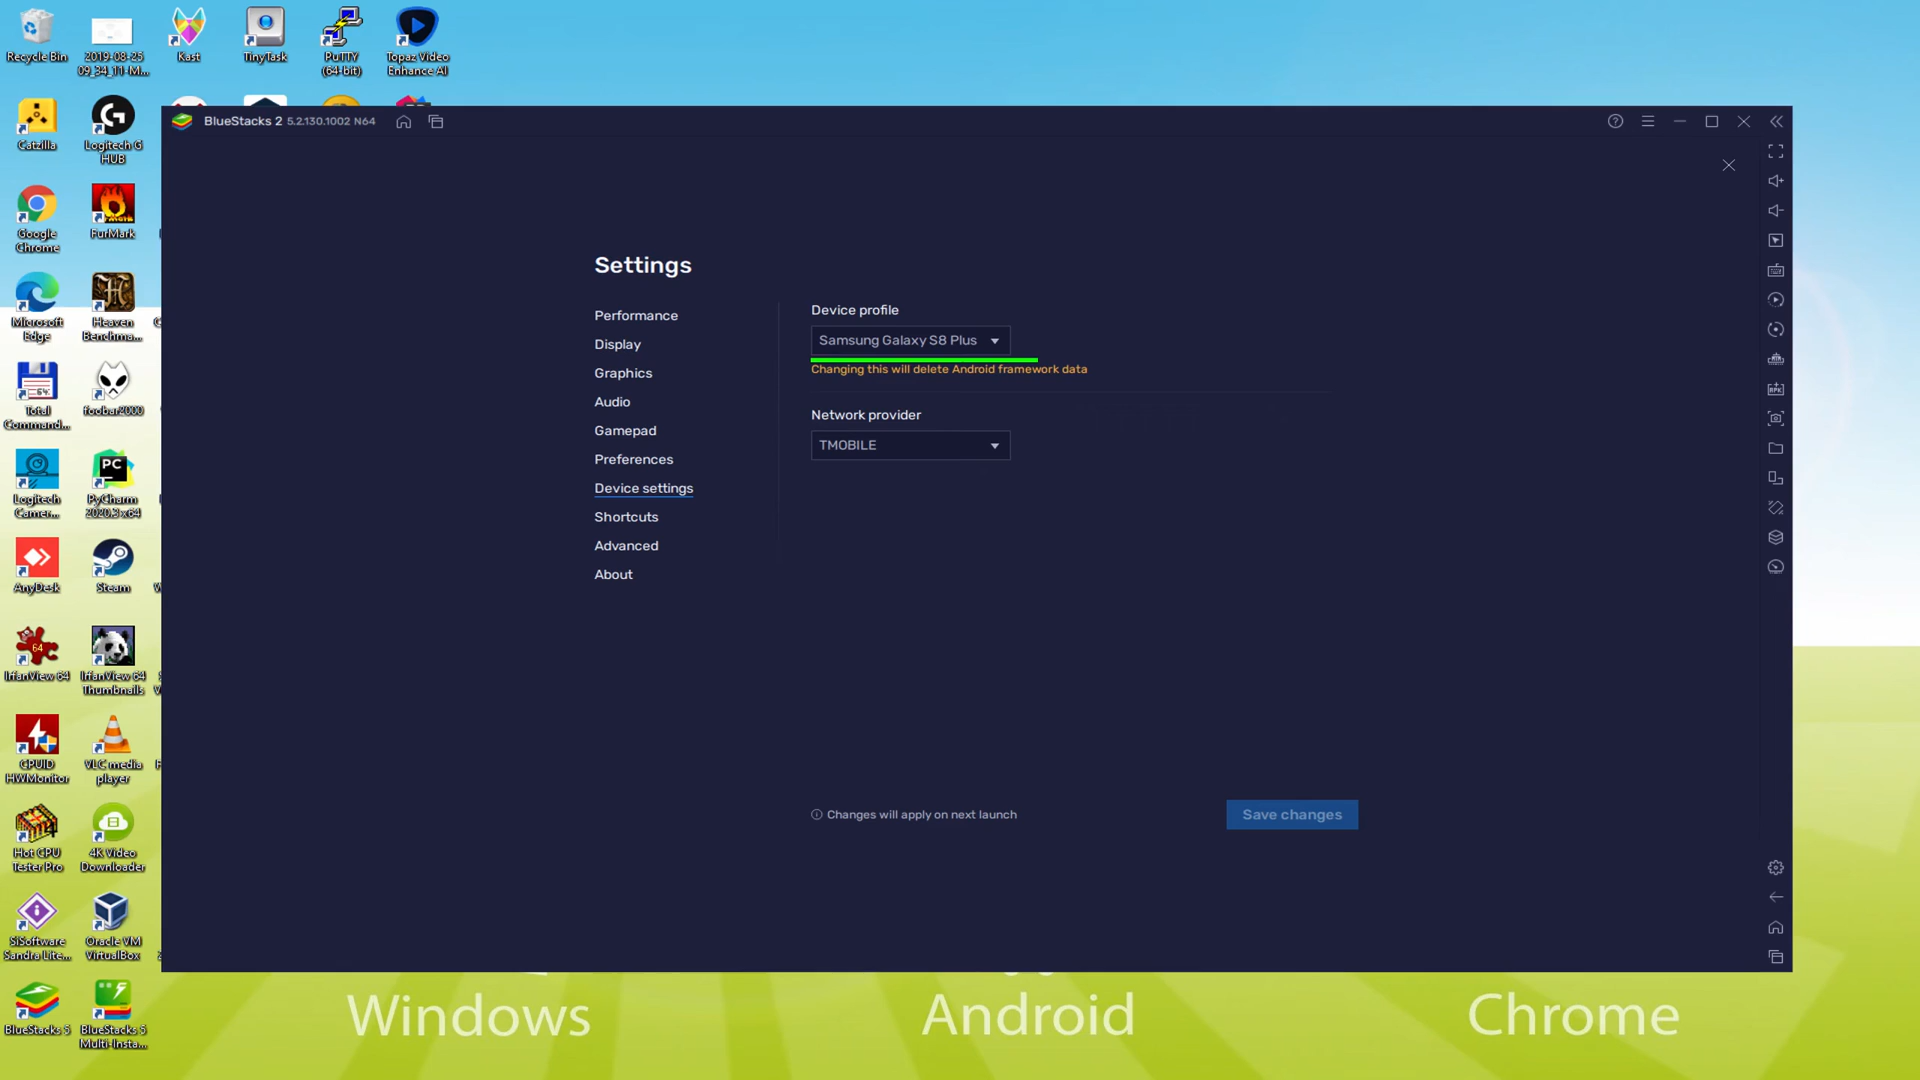 Recycle Bin
2019-08-25
09_34_11-M...
Kast
TinyTask
PuTTY
(64-bit)
Topaz Video
Enhance AI
Catzilla
Logitech G
HUB
BlueStacks 2 5.2.130.1002 N64
Google
Chrome
FurMark
Microsoft
Edge
Heaven
Benchma...
Total
Command...
foobar2000
Logitech
Camer...
PyCharm
2020.3 x64
AnyDesk
Steam
IrfanView 64
IrfanView 64
Thumbnails
CPUID
HWMonitor
VLC media
player
Hot CPU
Tester Pro
4K Video
Downloader
SiSoftware
Sandra Lite...
Oracle VM
VirtualBox
BlueStacks 5
BlueStacks 5
Multi-Insta...
Settings
Performance
Display
Graphics
Audio
Gamepad
Preferences
Device settings
Shortcuts
Advanced
About
Device profile
Samsung Galaxy S8 Plus
Changing this will delete Android framework data
Network provider
TMOBILE
Changes will apply on next launch
Save changes
Windows
Android
Chrome